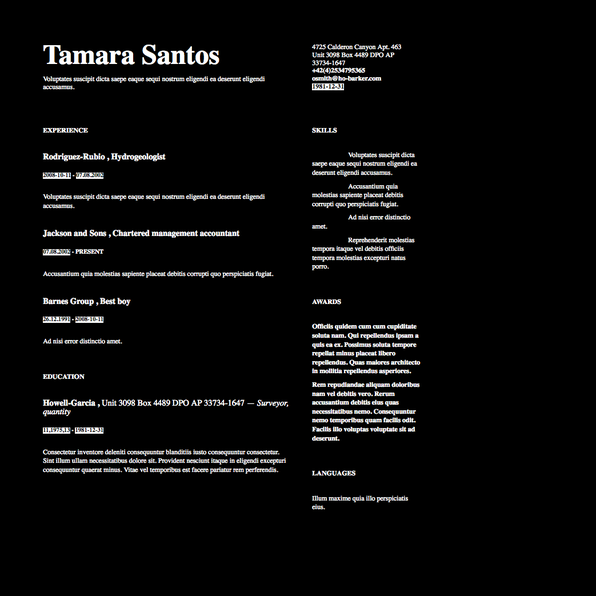 Tamara Santos
Voluptates suscipit dicta saepe eaque sequi nostrum eligendi ea deserunt eligendi
accusamus.
4725 Calderon Canyon Apt. 463
Unit 3098 Box 4489 DPO AP
33734-1647
+42(4)2534795365
osmith@ho-barker.com
1981-12-31
EXPERIENCE
Rodriguez-Rubio , Hydrogeologist
2008-10-11 - 07.08.2002
Voluptates suscipit dicta saepe eaque sequi nostrum eligendi ea deserunt eligendi
accusamus.
Jackson and Sons , Chartered management accountant
07.08.2002 - PRESENT
Accusantium quia molestias sapiente placeat debitis corrupti quo perspiciatis fugiat.
Barnes Group , Best boy
26.12.1991 - 2008-10-11
Ad nisi error distinctio amet.
EDUCATION
Howell-Garcia , Unit 3098 Box 4489 DPO AP 33734-1647 — Surveyor,
quantity
11.1975.13 - 1981-12-31
Consectetur inventore deleniti consequuntur blanditiis iusto consequuntur consectetur.
Sint illum ullam necessitatibus dolore sit. Provident nesciunt itaque in eligendi excepturi
consequuntur quaerat minus. Vitae vel temporibus est facere pariatur rem perferendis.
SKILLS
Voluptates suscipit dicta
saepe eaque sequi nostrum eligendi ea
deserunt eligendi accusamus.
Accusantium quia
molestias sapiente placeat debitis
corrupti quo perspiciatis fugiat.
Ad nisi error distinctio
amet.
Reprehenderit molestias
tempora itaque vel debitis officiis
tempora molestias excepturi natus
porro.
AWARDS
Officiis quidem cum cum cupiditate
soluta nam. Qui repellendus ipsam a
quis ea ex. Possimus soluta tempore
repellat minus placeat libero
repellendus. Quas maiores architecto
in mollitia repellendus asperiores.
Rem repudiandae aliquam doloribus
nam vel debitis vero. Rerum
accusantium debitis eius quas
necessitatibus nemo. Consequuntur
nemo temporibus quam facilis odit.
Facilis illo voluptas voluptate sit ad
deserunt.
LANGUAGES
Illum maxime quia illo perspiciatis
eius.